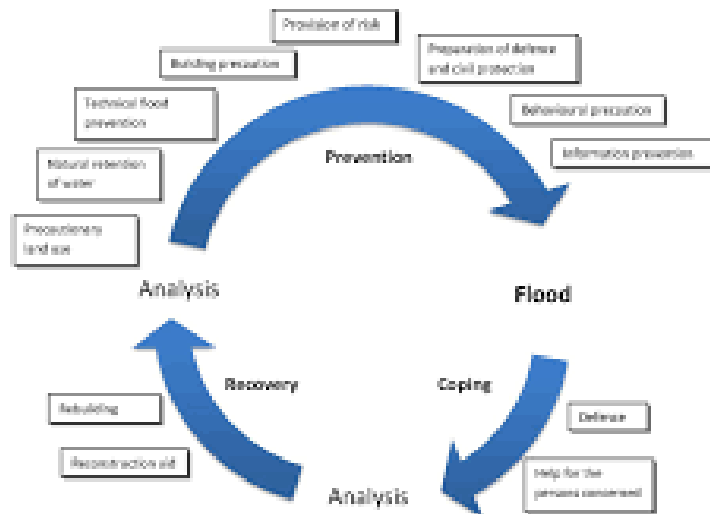 Provision of risk
Preparation of defence
and civil protection
Building precaution
Technical flood
prevention
Behavioural precaution
Natural retention
of water
Information prevention
Prevention
Precautionary
land use
Analysis
Flood
Recovery
Coping
Rebuilding
Defense
Reconstruction aid
Help for the
persons concerned
Analysis